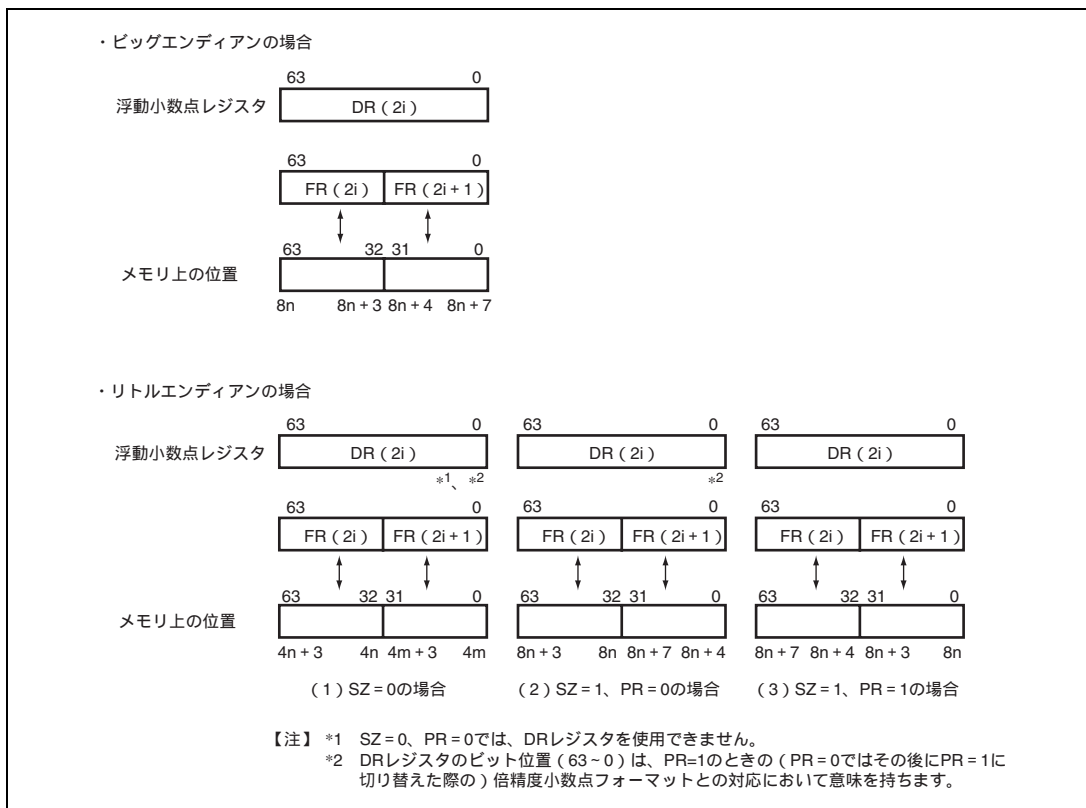 ・ビッグエンディアンの場合
63 0
浮動小数点レジスタ DR（2i）
63 0
FR（2i） FR（2i+1）
63 32 31 0
メモリ上の位置
8n 8n+3 8n+4 8n+7
・リトルエンディアンの場合
63 0 63 0 63 0
浮動小数点レジスタ DR（2i） DR（2i） DR（2i）
*1、*2 *2
63 0 63 0 63 0
FR（2i） FR（2i+1） FR（2i） FR（2i+1） FR（2i） FR（2i+1）
63 32 31 0 63 32 31 0 63 32 31 0
メモリ上の位置
4n+3 4n 4m+3 4m 8n+3 8n 8n+7 8n+4 8n+7 8n+4 8n+3 8n
（1）SZ=0の場合 （2）SZ=1、PR=0の場合 （3）SZ=1、PR=1の場合
【注】 *1 SZ=0、PR=0では、DRレジスタを使用できません。
*2 DRレジスタのビット位置（63~0）は、PR=1のときの（PR=0ではその後にPR=1に
切り替えた際の）倍精度小数点フォーマットとの対応において意味を持ちます。